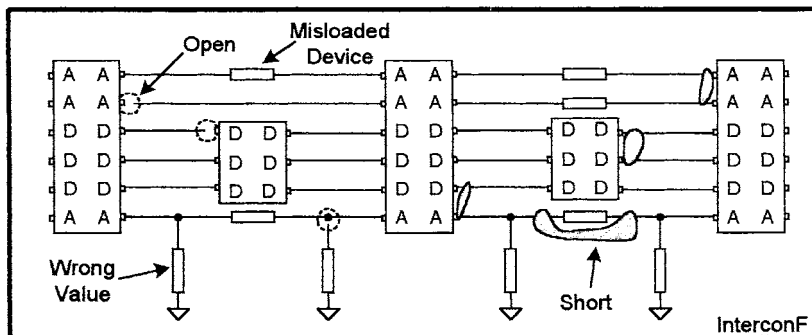 Open
Misloaded
Device
A A A A A A
A A A A A A
D D D D D D D D D D
D D D D D D D D D D
D D D D D D D D D D
A A A A A A
Wrong
Value
Short
InterconF